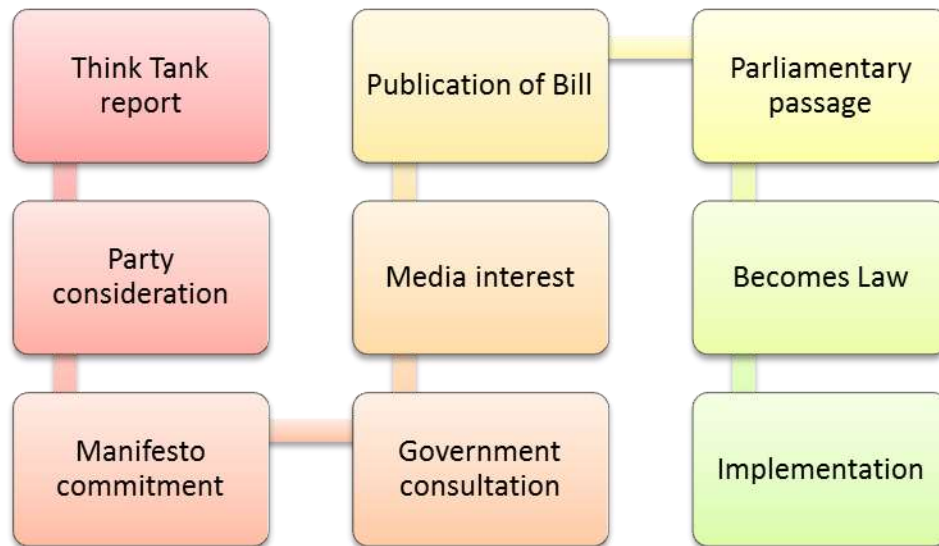 Think Tank
report
Party
consideration
Manifesto
commitment
Government
consultation
Media interest
Publication of Bill
Parliamentary
passage
Becomes Law
Implementation